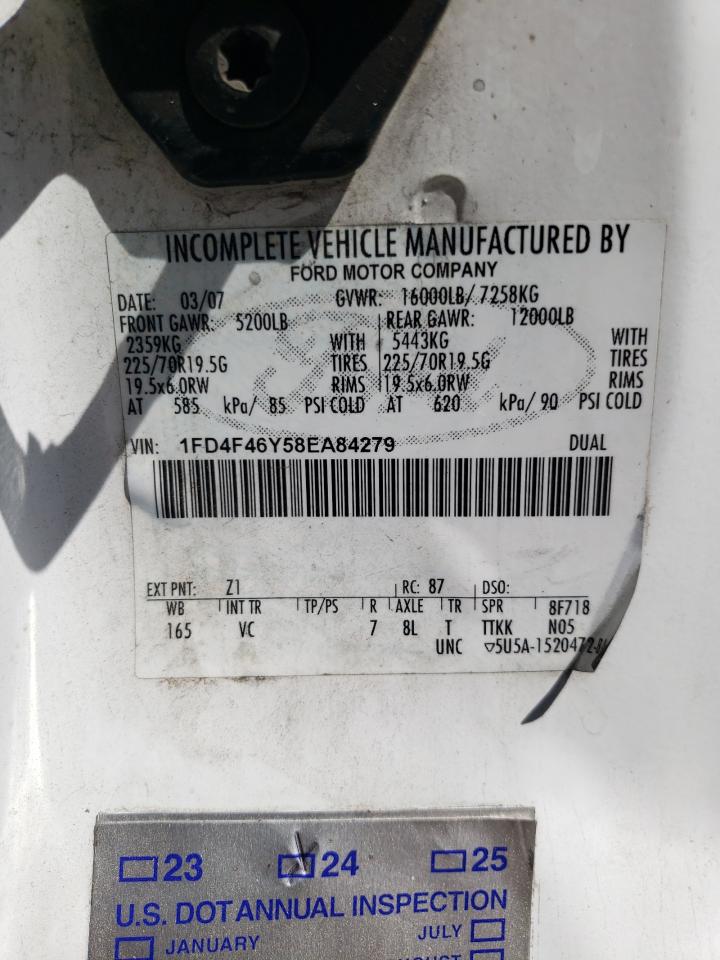 INCOMPLETE VEHICLE MANUFACTURED BY
FORD MOTOR COMPANY
DATE: 03/07 GVWR: 16000LB/ 7258KG
FRONT GAWR: 5200LB REAR GAWR: 12000LB
2359KG WITH 5443KG WITH
225/70R19.5G TIRES 225/70R19.5G TIRES
19.5x6.0RW RIMS 19.5x6.0RW RIMS
AT 585 kPa/ 85 PSI COLD AT 620 kPa/ 90 PSI COLD
VIN: 1FD4F46Y58EA84279 DUAL
EXT PNT: Z1 RC: 87 DSO:
WB INT TR TP/PS R AXLE TR SPR 8F718
165 VC 7 8L T TTKK N05
UNC ▽5U5A-1520472-
23 24 25
U.S. DOT ANNUAL INSPECTION
JANUARY JULY
AUGUST